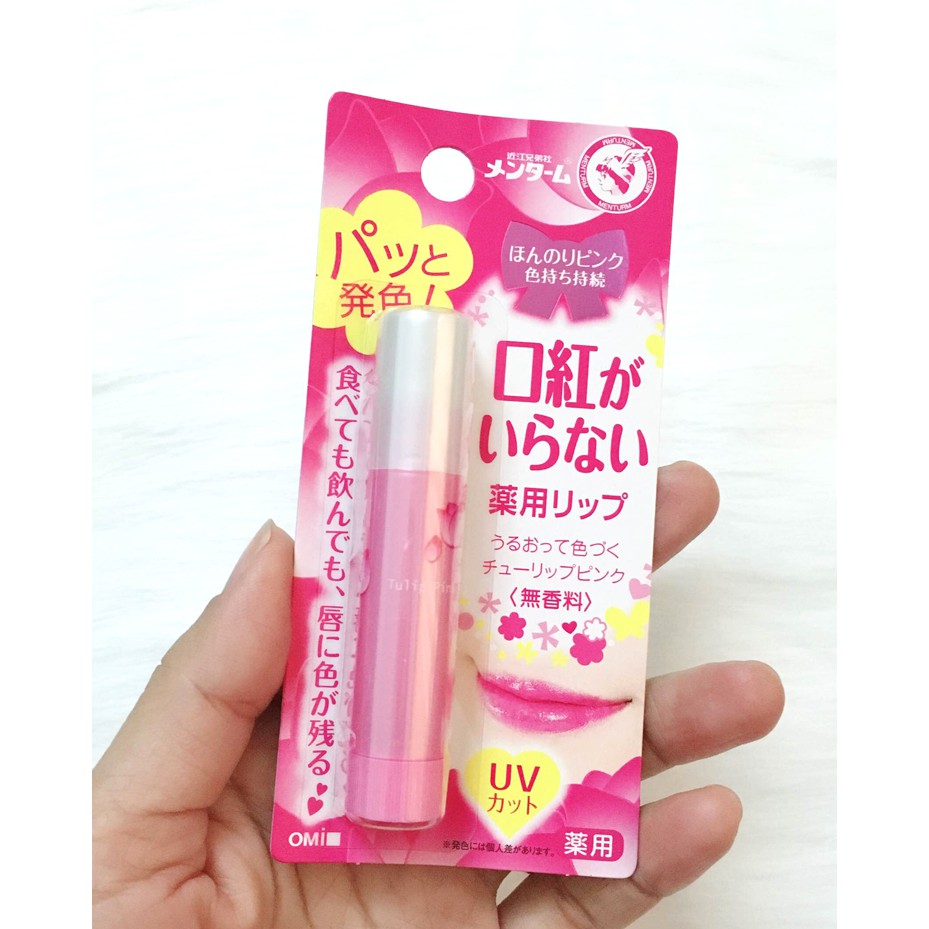 近江兄弟社
メンターム
MENTURM
MENTURM
MENTURM
MENTURM
パッと
発色!
ほんのりピンク
色持ち持続
口紅が
いらない
薬用リップ
うるおって色づく
チューリップピンク
〈無香料〉
食べても飲んでも、唇に色が残る
Tulip Pink
UV
カット
OMi
※発色には個人差があります。
薬用